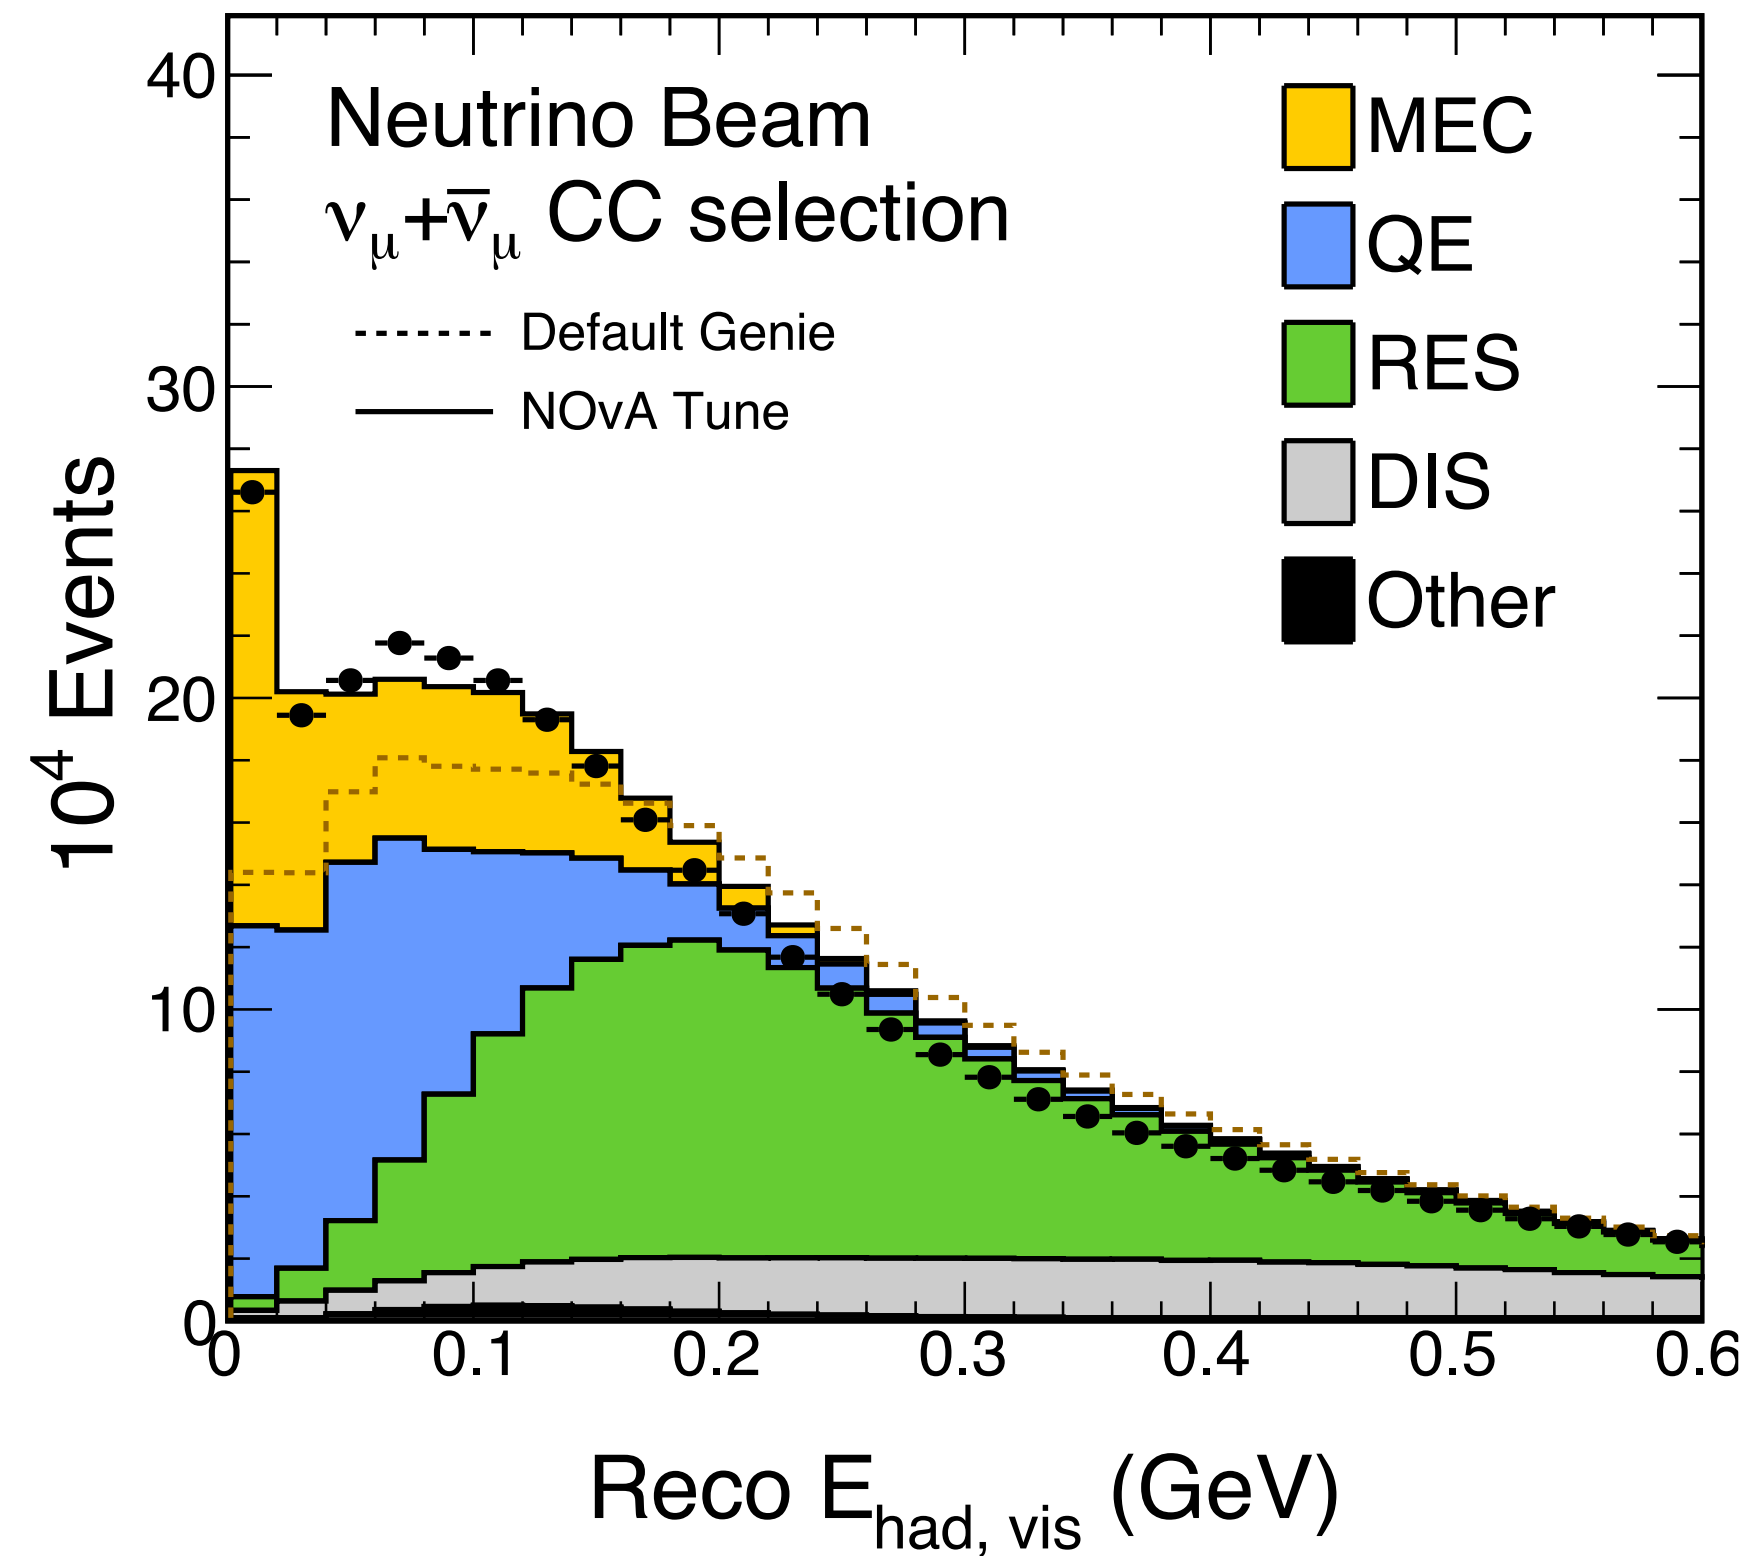 Neutrino Beam
νμ+ν̅μ CC selection
Default Genie
NOvA Tune
MEC
QE
RES
DIS
Other
10⁴ Events
40
30
20
10
0
0 0.1 0.2 0.3 0.4 0.5 0.6
Reco E had, vis (GeV)